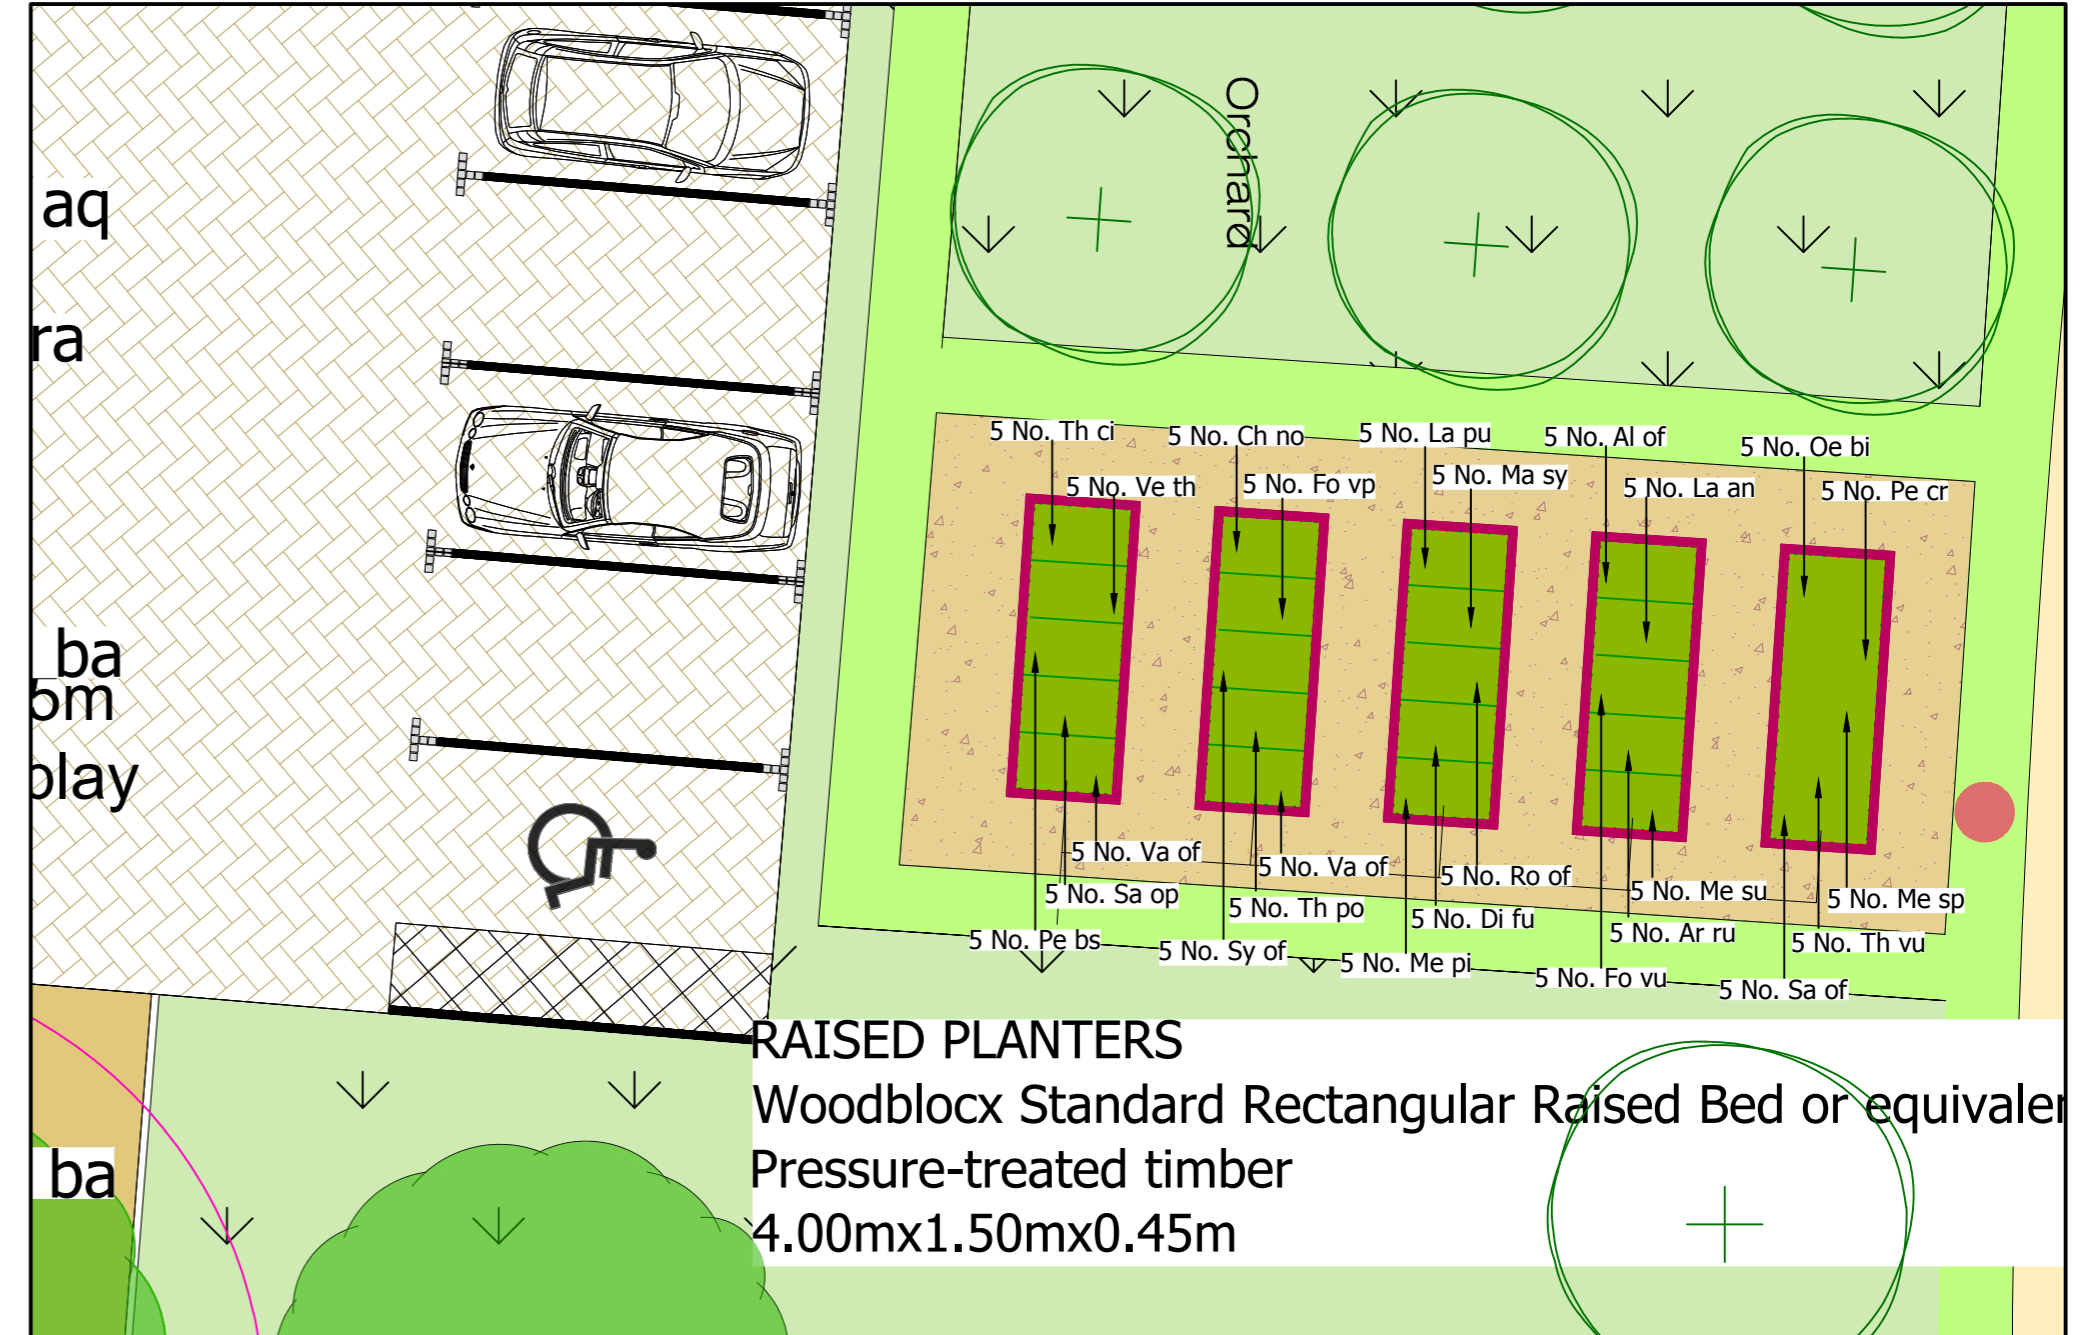 aq
ra
ba
play
ba
Orchard
5 No. Th ci
5 No. Ch no
5 No. La pu
5 No. Al of
5 No. Oe bi
5 No. Ve th
5 No. Fo vp
5 No. Ma sy
5 No. La an
5 No. Pe cr
5 No. Va of
5 No. Va of
5 No. Ro of
5 No. Me su
5 No. Me sp
5 No. Sa op
5 No. Th po
5 No. Di fu
5 No. Ar ru
5 No. Th vu
5 No. Pe bs
5 No. Sy of
5 No. Me pi
5 No. Fo vu
5 No. Sa of
RAISED PLANTERS
Woodblocx Standard Rectangular Raised Bed or equivaler
Pressure-treated timber
4.00mx1.50mx0.45m